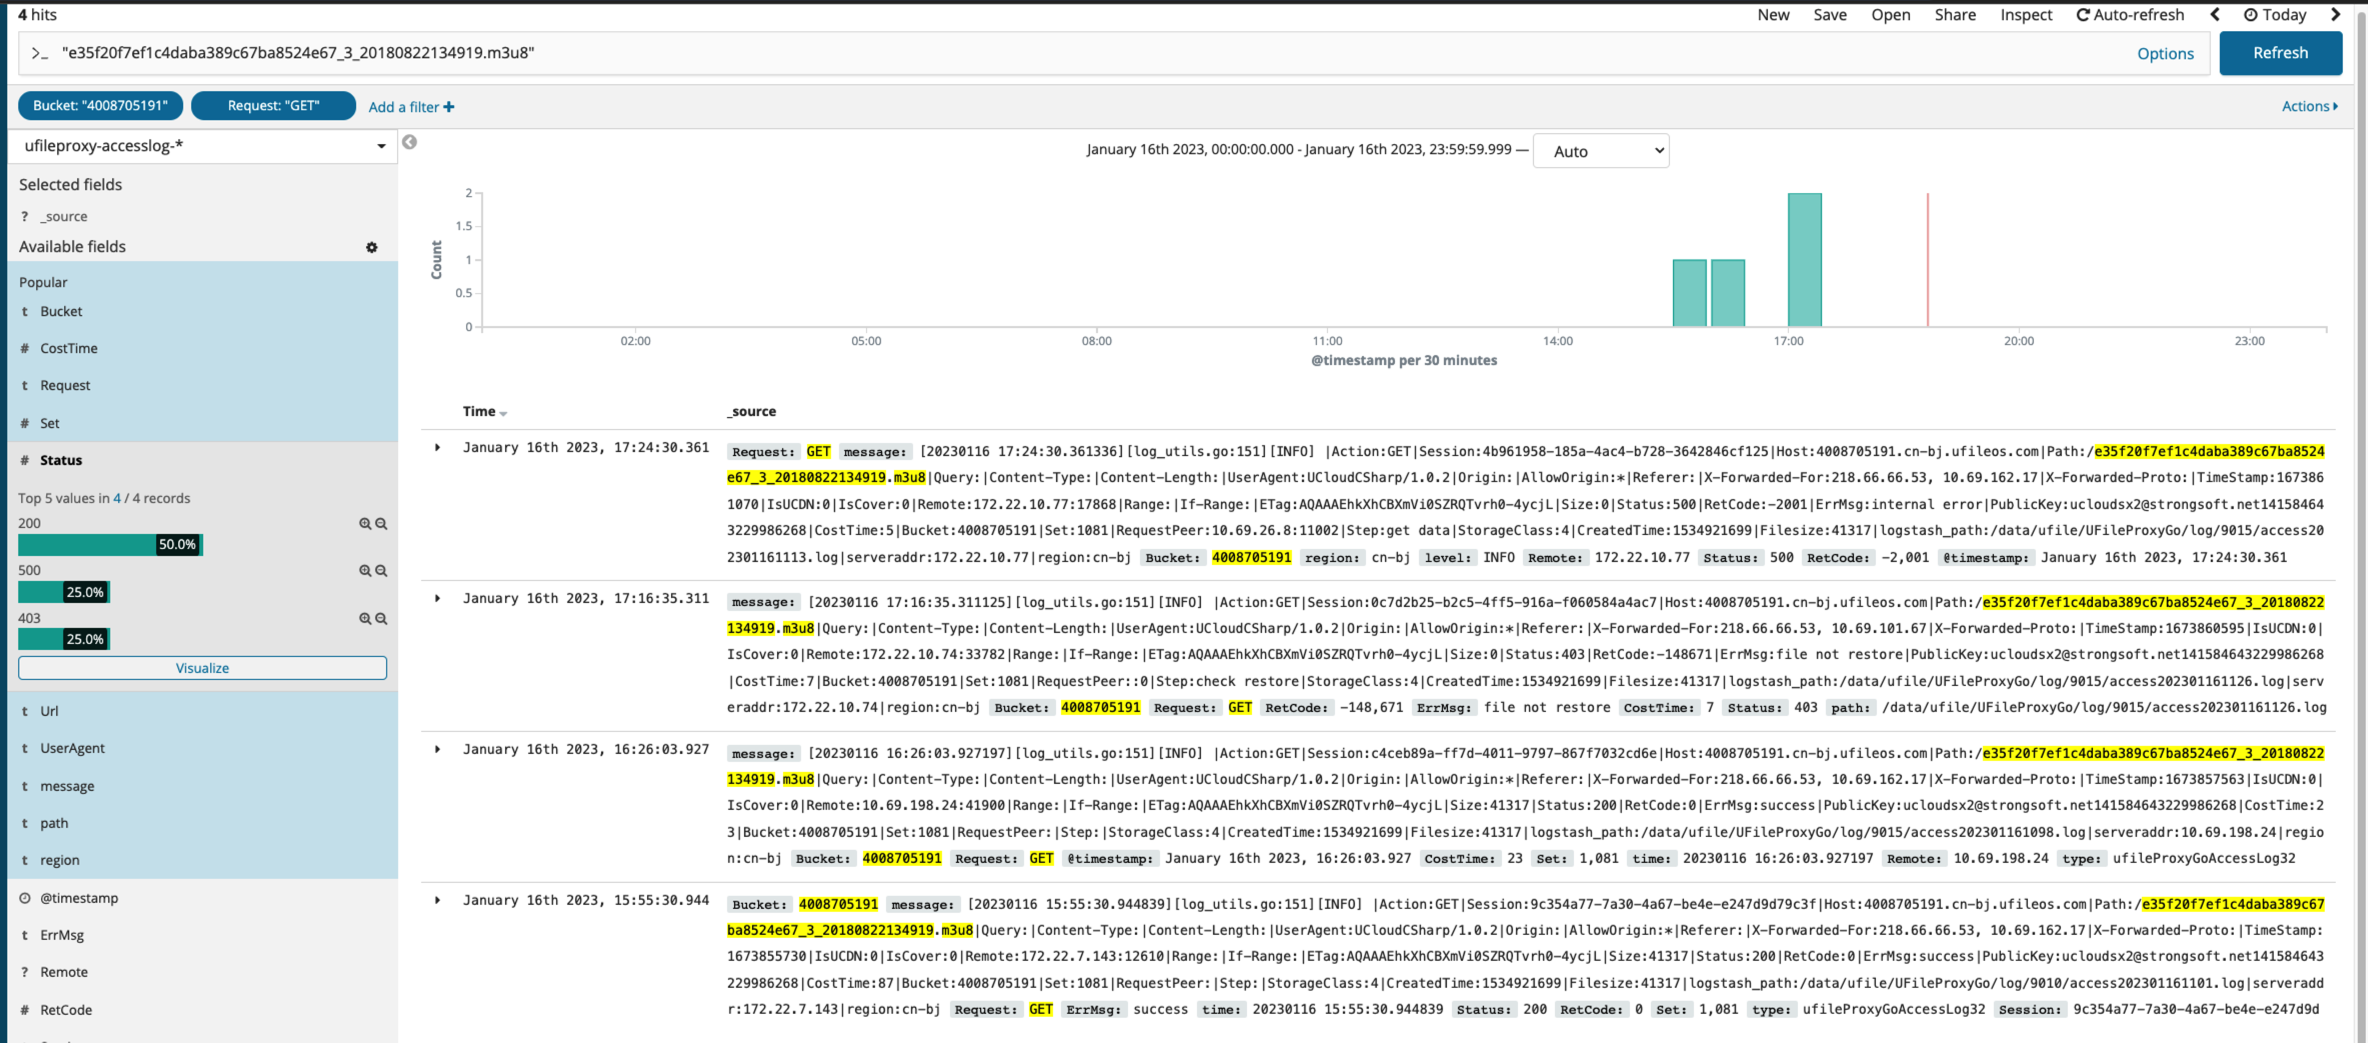 4 hits
New Save Open Share Inspect Auto-refresh Today
>_ "e35f20f7ef1c4daba389c67ba8524e67_3_20180822134919.m3u8"
Options
Refresh
Bucket: "4008705191"
Request: "GET"
Add a filter +
Actions
ufileproxy-accesslog-*
Selected fields
? _source
Available fields
Popular
t Bucket
# CostTime
t Request
# Set
# Status
Top 5 values in 4 / 4 records
200
50.0%
500
25.0%
403
25.0%
Visualize
t Url
t UserAgent
t message
t path
t region
@timestamp
t ErrMsg
? Remote
# RetCode
January 16th 2023, 00:00:00.000 - January 16th 2023, 23:59:59.999 —
Auto
Count
2
1.5
1
0.5
0
02:00 05:00 08:00 11:00 14:00 17:00 20:00 23:00
@timestamp per 30 minutes
Time _source
January 16th 2023, 17:24:30.361
Request: GET message: [20230116 17:24:30.361336][log_utils.go:151][INFO] |Action:GET|Session:4b961958-185a-4ac4-b728-3642846cf125|Host:4008705191.cn-bj.ufileos.com|Path:/e35f20f7ef1c4daba389c67ba8524
e67_3_20180822134919.m3u8|Query:|Content-Type:|Content-Length:|UserAgent:UCloudCSharp/1.0.2|Origin:|AllowOrigin:*|Referer:|X-Forwarded-For:218.66.66.53, 10.69.162.17|X-Forwarded-Proto:|TimeStamp:167386
1070|IsUCDN:0|IsCover:0|Remote:172.22.10.77:17868|Range:|If-Range:|ETag:AQAAAEhkXhCBXmVi0SZRQTvrh0-4ycjL|Size:0|Status:500|RetCode:-2001|ErrMsg:internal error|PublicKey:ucloudsx2@strongsoft.net14158464
3229986268|CostTime:5|Bucket:4008705191|Set:1081|RequestPeer:10.69.26.8:11002|Step:get data|StorageClass:4|CreatedTime:1534921699|Filesize:41317|logstash_path:/data/ufile/UFileProxyGo/log/9015/access20
2301161113.log|serveraddr:172.22.10.77|region:cn-bj Bucket: 4008705191 region: cn-bj level: INFO Remote: 172.22.10.77 Status: 500 RetCode: -2,001 @timestamp: January 16th 2023, 17:24:30.361
January 16th 2023, 17:16:35.311
message: [20230116 17:16:35.311125][log_utils.go:151][INFO] |Action:GET|Session:0c7d2b25-b2c5-4ff5-916a-f060584a4ac7|Host:4008705191.cn-bj.ufileos.com|Path:/e35f20f7ef1c4daba389c67ba8524e67_3_20180822
134919.m3u8|Query:|Content-Type:|Content-Length:|UserAgent:UCloudCSharp/1.0.2|Origin:|AllowOrigin:*|Referer:|X-Forwarded-For:218.66.66.53, 10.69.101.67|X-Forwarded-Proto:|TimeStamp:1673860595|IsUCDN:0|
IsCover:0|Remote:172.22.10.74:33782|Range:|If-Range:|ETag:AQAAAEhkXhCBXmVi0SZRQTvrh0-4ycjL|Size:0|Status:403|RetCode:-148671|ErrMsg:file not restore|PublicKey:ucloudsx2@strongsoft.net141584643229986268
|CostTime:7|Bucket:4008705191|Set:1081|RequestPeer::0|Step:check restore|StorageClass:4|CreatedTime:1534921699|Filesize:41317|logstash_path:/data/ufile/UFileProxyGo/log/9015/access202301161126.log|serv
eraddr:172.22.10.74|region:cn-bj Bucket: 4008705191 Request: GET RetCode: -148,671 ErrMsg: file not restore CostTime: 7 Status: 403 path: /data/ufile/UFileProxyGo/log/9015/access202301161126.log
January 16th 2023, 16:26:03.927
message: [20230116 16:26:03.927197][log_utils.go:151][INFO] |Action:GET|Session:c4ceb89a-ff7d-4011-9797-867f7032cd6e|Host:4008705191.cn-bj.ufileos.com|Path:/e35f20f7ef1c4daba389c67ba8524e67_3_20180822
134919.m3u8|Query:|Content-Type:|Content-Length:|UserAgent:UCloudCSharp/1.0.2|Origin:|AllowOrigin:*|Referer:|X-Forwarded-For:218.66.66.53, 10.69.162.17|X-Forwarded-Proto:|TimeStamp:1673857563|IsUCDN:0|
IsCover:0|Remote:10.69.198.24:41900|Range:|If-Range:|ETag:AQAAAEhkXhCBXmVi0SZRQTvrh0-4ycjL|Size:41317|Status:200|RetCode:0|ErrMsg:success|PublicKey:ucloudsx2@strongsoft.net141584643229986268|CostTime:2
3|Bucket:4008705191|Set:1081|RequestPeer:|Step:|StorageClass:4|CreatedTime:1534921699|Filesize:41317|logstash_path:/data/ufile/UFileProxyGo/log/9015/access202301161098.log|serveraddr:10.69.198.24|regio
n:cn-bj Bucket: 4008705191 Request: GET @timestamp: January 16th 2023, 16:26:03.927 CostTime: 23 Set: 1,081 time: 20230116 16:26:03.927197 Remote: 10.69.198.24 type: ufileProxyGoAccessLog32
January 16th 2023, 15:55:30.944
Bucket: 4008705191 message: [20230116 15:55:30.944839][log_utils.go:151][INFO] |Action:GET|Session:9c354a77-7a30-4a67-be4e-e247d9d79c3f|Host:4008705191.cn-bj.ufileos.com|Path:/e35f20f7ef1c4daba389c67
ba8524e67_3_20180822134919.m3u8|Query:|Content-Type:|Content-Length:|UserAgent:UCloudCSharp/1.0.2|Origin:|AllowOrigin:*|Referer:|X-Forwarded-For:218.66.66.53, 10.69.162.17|X-Forwarded-Proto:|TimeStamp:
1673855730|IsUCDN:0|IsCover:0|Remote:172.22.7.143:12610|Range:|If-Range:|ETag:AQAAAEhkXhCBXmVi0SZRQTvrh0-4ycjL|Size:41317|Status:200|RetCode:0|ErrMsg:success|PublicKey:ucloudsx2@strongsoft.net141584643
229986268|CostTime:87|Bucket:4008705191|Set:1081|RequestPeer:|Step:|StorageClass:4|CreatedTime:1534921699|Filesize:41317|logstash_path:/data/ufile/UFileProxyGo/log/9010/access202301161101.log|serveradd
r:172.22.7.143|region:cn-bj Request: GET ErrMsg: success time: 20230116 15:55:30.944839 Status: 200 RetCode: 0 Set: 1,081 type: ufileProxyGoAccessLog32 Session: 9c354a77-7a30-4a67-be4e-e247d9d